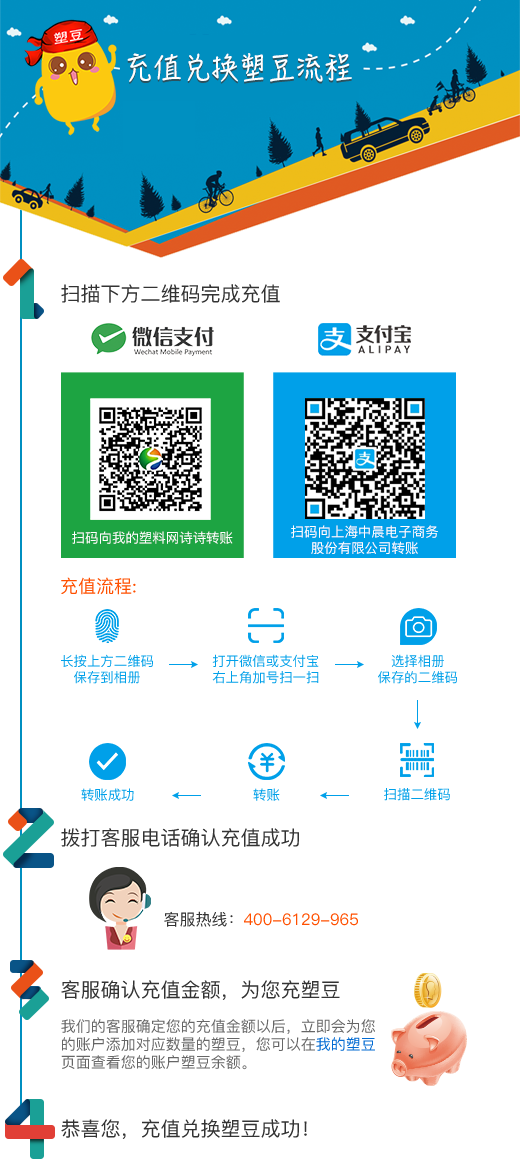 塑豆
充值兑换塑豆流程
1
扫描下方二维码完成充值
微信支付
Wechat Mobile Payment
支付宝
ALIPAY
支
扫码向我的塑料网诗诗转账
扫码向上海中晨电子商务
股份有限公司转账
充值流程:
长按上方二维码
保存到相册
打开微信或支付宝
右上角加号扫一扫
选择相册
保存的二维码
转账成功
转账
扫描二维码
2
拨打客服电话确认充值成功
客服热线：400-6129-965
3
客服确认充值金额，为您充塑豆
我们的客服确定您的充值金额以后，立即会为您
的账户添加对应数量的塑豆，您可以在我的塑豆
页面查看您的账户塑豆余额。
4
恭喜您，充值兑换塑豆成功！